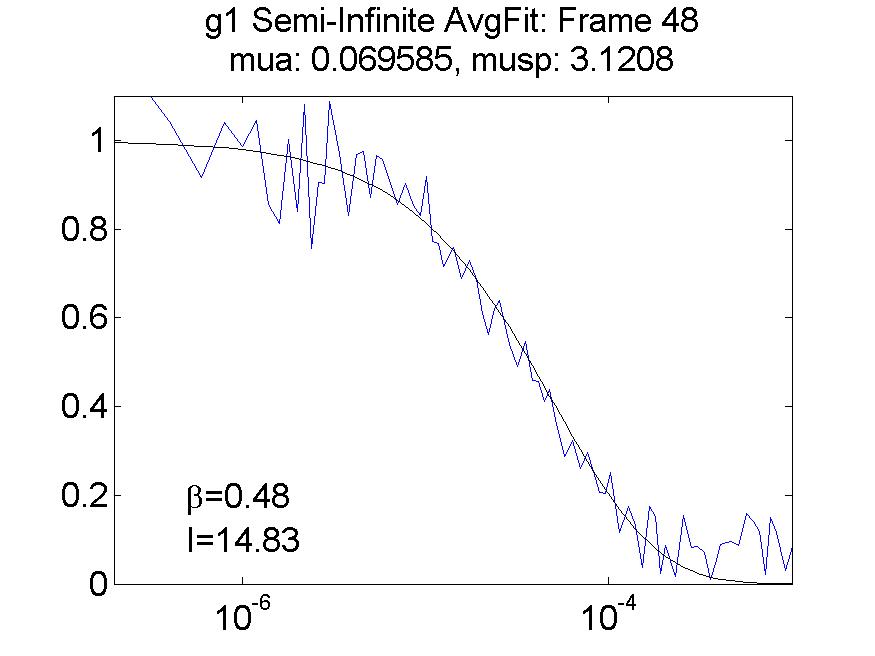 g1 Semi-Infinite AvgFit: Frame 48
mua: 0.069585, musp: 3.1208
1
0.8
0.6
0.4
0.2
0
β=0.48
I=14.83
10^-6
10^-4